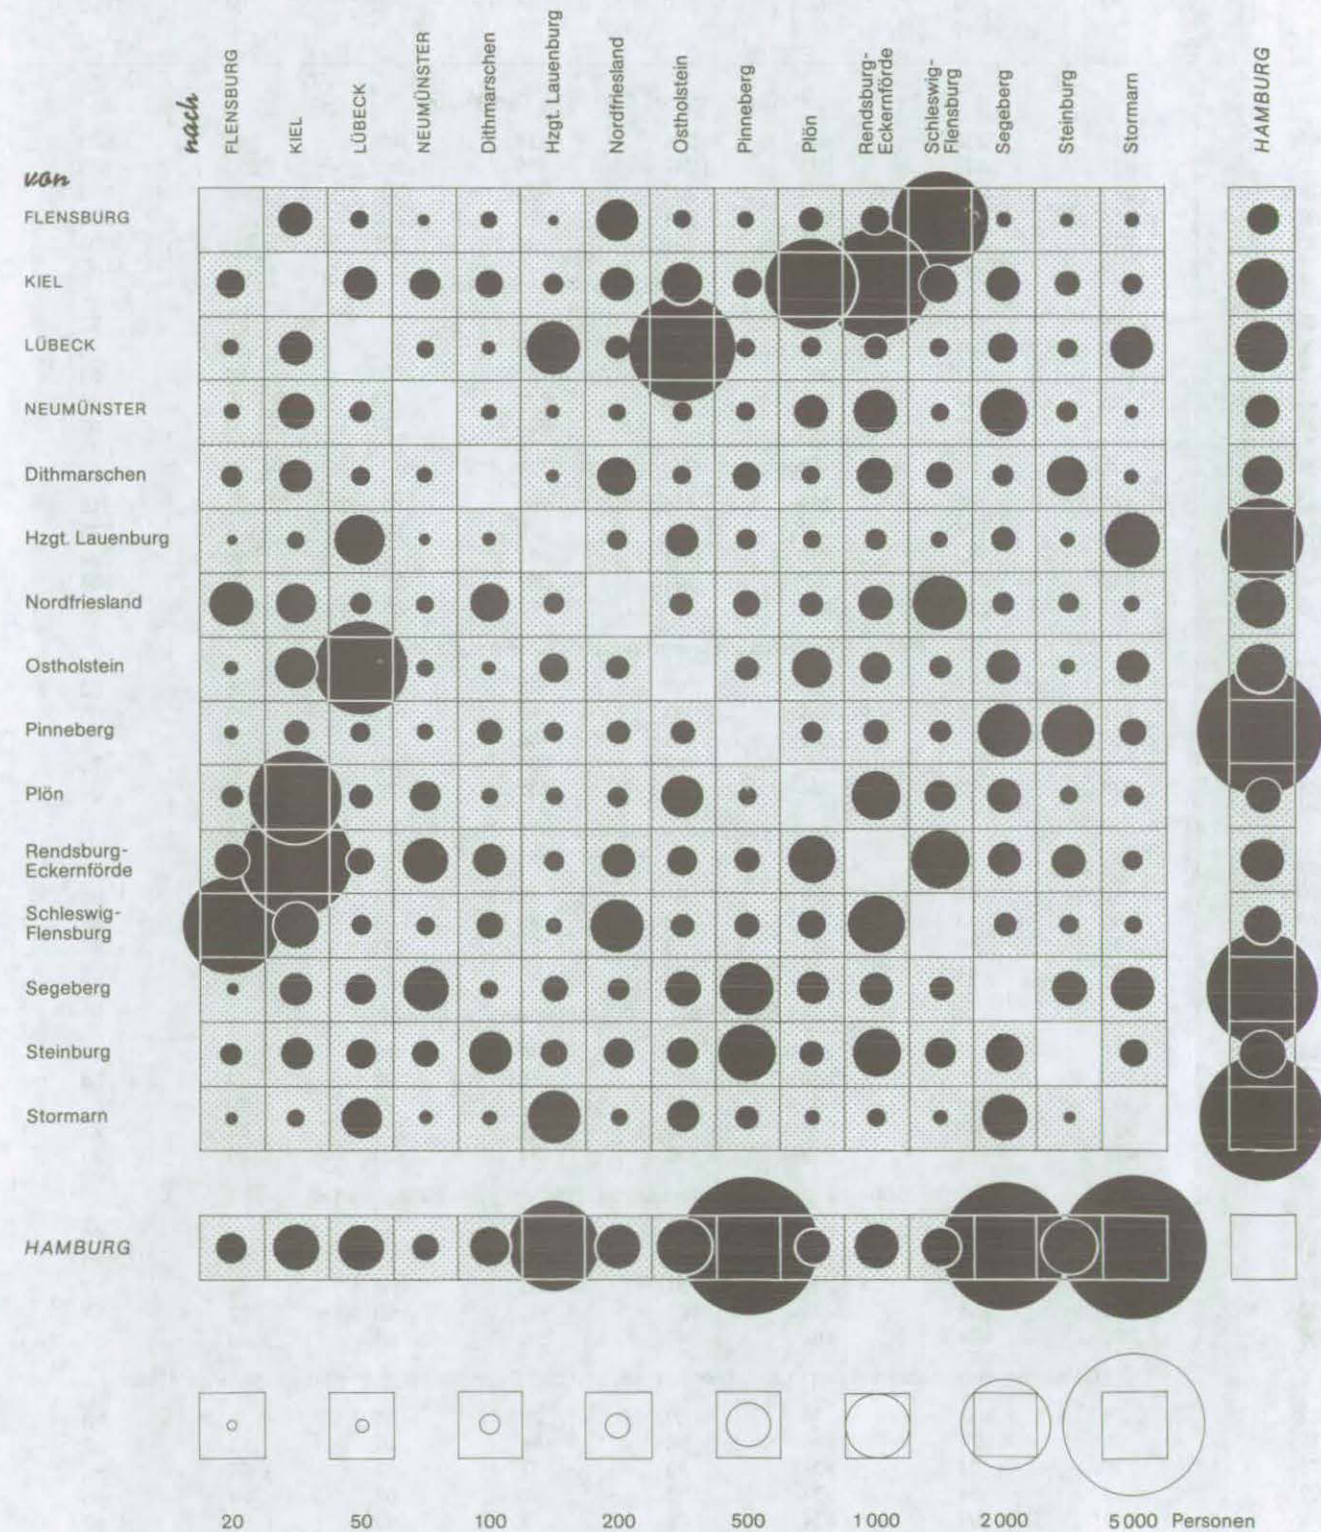 nach
FLENSBURG
KIEL
LÜBECK
NEUMÜNSTER
Dithmarschen
Hzgt. Lauenburg
Nordfriesland
Ostholstein
Pinneberg
Plön
Rendsburg-
Eckernförde
Schleswig-
Flensburg
Segeberg
Steinburg
Stormarn
HAMBURG
von
FLENSBURG
KIEL
LÜBECK
NEUMÜNSTER
Dithmarschen
Hzgt. Lauenburg
Nordfriesland
Ostholstein
Pinneberg
Plön
Rendsburg-
Eckernförde
Schleswig-
Flensburg
Segeberg
Steinburg
Stormarn
HAMBURG
20 50 100 200 500 1000 2000 5000 Personen